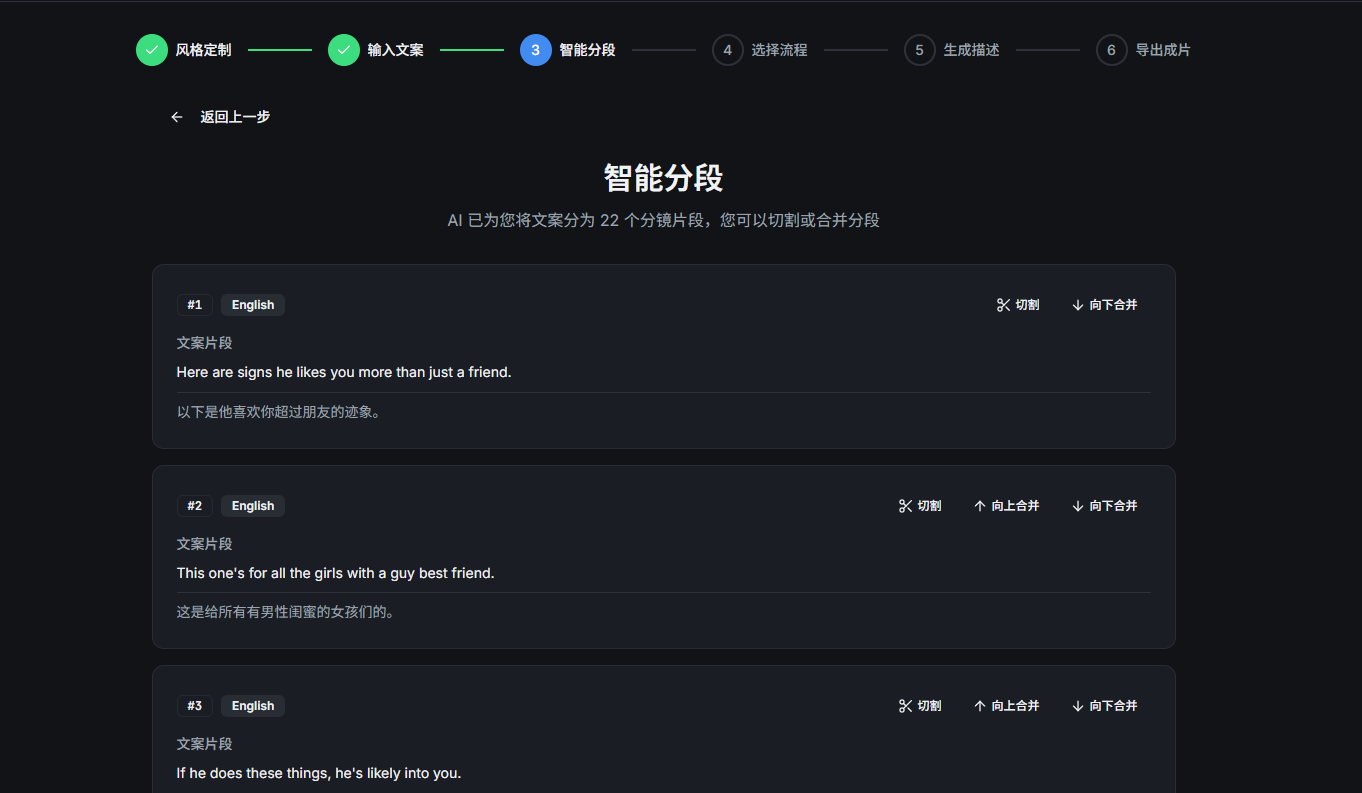 风格定制 输入文案 3 智能分段 4 选择流程 5 生成描述 6 导出成片
返回上一步
智能分段
AI 已为您将文案分为 22 个分镜片段，您可以切割或合并分段
#1 English 切割 向下合并
文案片段
Here are signs he likes you more than just a friend.
以下是他喜欢你超过朋友的迹象。
#2 English 切割 向上合并 向下合并
文案片段
This one's for all the girls with a guy best friend.
这是给所有有男性闺蜜的女孩们的。
#3 English 切割 向上合并 向下合并
文案片段
If he does these things, he's likely into you.